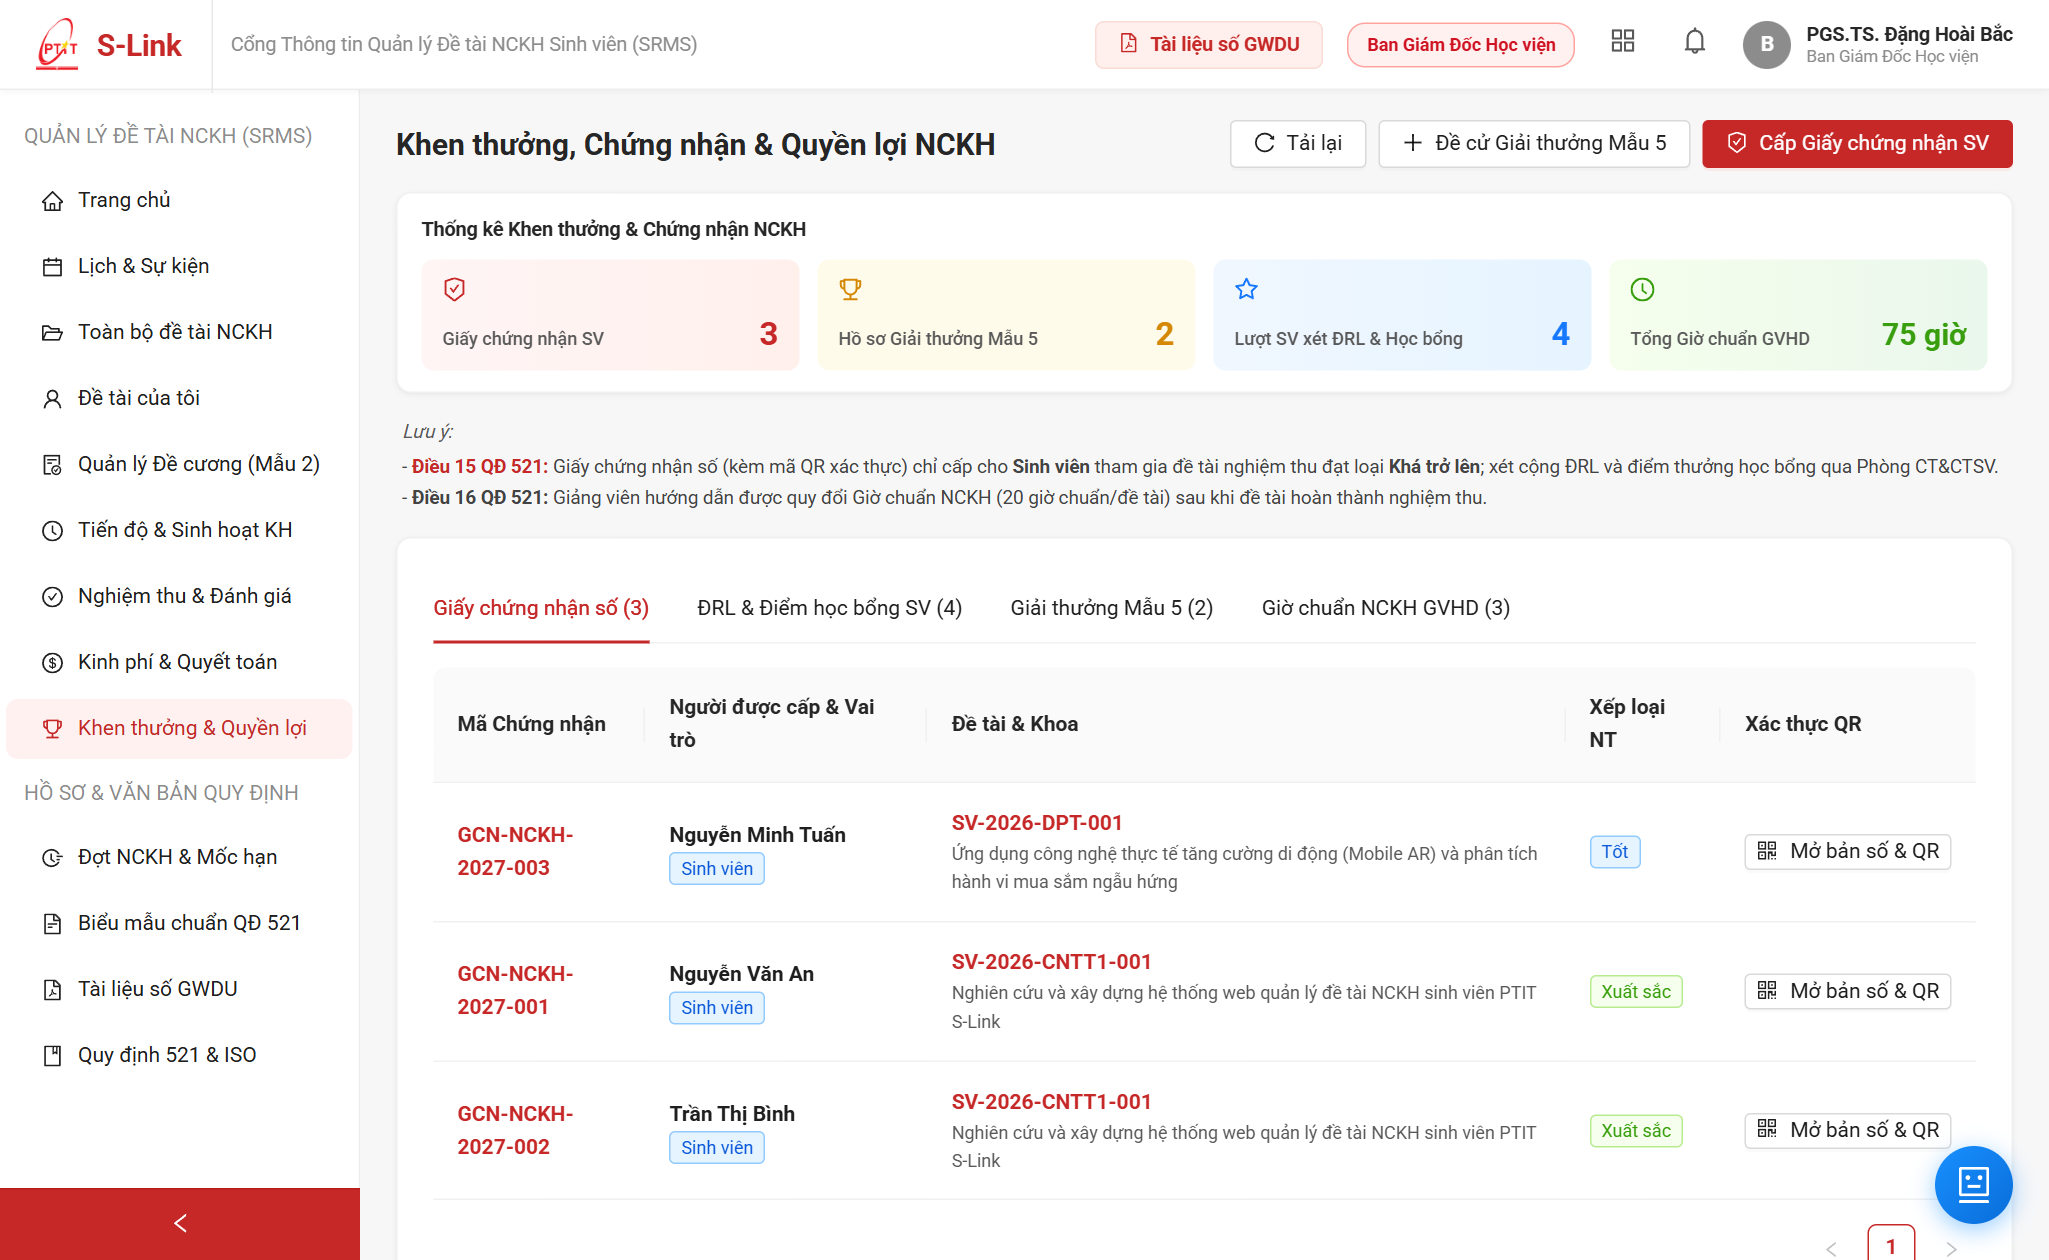 PTIT
S-Link
Cổng Thông tin Quản lý Đề tài NCKH Sinh viên (SRMS)
Tài liệu số GWDU
Ban Giám Đốc Học viện
B
PGS.TS. Đặng Hoài Bắc
Ban Giám Đốc Học viện
QUẢN LÝ ĐỀ TÀI NCKH (SRMS)
Trang chủ
Lịch & Sự kiện
Toàn bộ đề tài NCKH
Đề tài của tôi
Quản lý Đề cương (Mẫu 2)
Tiến độ & Sinh hoạt KH
Nghiệm thu & Đánh giá
Kinh phí & Quyết toán
Khen thưởng & Quyền lợi
HỒ SƠ & VĂN BẢN QUY ĐỊNH
Đợt NCKH & Mốc hạn
Biểu mẫu chuẩn QĐ 521
Tài liệu số GWDU
Quy định 521 & ISO
Khen thưởng, Chứng nhận & Quyền lợi NCKH
Tải lại
Đề cử Giải thưởng Mẫu 5
Cấp Giấy chứng nhận SV
Thống kê Khen thưởng & Chứng nhận NCKH
Giấy chứng nhận SV
3
Hồ sơ Giải thưởng Mẫu 5
2
Lượt SV xét ĐRL & Học bổng
4
Tổng Giờ chuẩn GVHD
75 giờ
Lưu ý:
- Điều 15 QĐ 521: Giấy chứng nhận số (kèm mã QR xác thực) chỉ cấp cho Sinh viên tham gia đề tài nghiệm thu đạt loại Khá trở lên; xét cộng ĐRL và điểm thưởng học bổng qua Phòng CT&CTSV.
- Điều 16 QĐ 521: Giảng viên hướng dẫn được quy đổi Giờ chuẩn NCKH (20 giờ chuẩn/đề tài) sau khi đề tài hoàn thành nghiệm thu.
Giấy chứng nhận số (3)
ĐRL & Điểm học bổng SV (4)
Giải thưởng Mẫu 5 (2)
Giờ chuẩn NCKH GVHD (3)
Mã Chứng nhận
Người được cấp & Vai
trò
Đề tài & Khoa
Xếp loại
NT
Xác thực QR
GCN-NCKH-
2027-003
Nguyễn Minh Tuấn
Sinh viên
SV-2026-DPT-001
Ứng dụng công nghệ thực tế tăng cường di động (Mobile AR) và phân tích
hành vi mua sắm ngẫu hứng
Tốt
Mở bản số & QR
GCN-NCKH-
2027-001
Nguyễn Văn An
Sinh viên
SV-2026-CNTT1-001
Nghiên cứu và xây dựng hệ thống web quản lý đề tài NCKH sinh viên PTIT
S-Link
Xuất sắc
Mở bản số & QR
GCN-NCKH-
2027-002
Trần Thị Bình
Sinh viên
SV-2026-CNTT1-001
Nghiên cứu và xây dựng hệ thống web quản lý đề tài NCKH sinh viên PTIT
S-Link
Xuất sắc
Mở bản số & QR
1